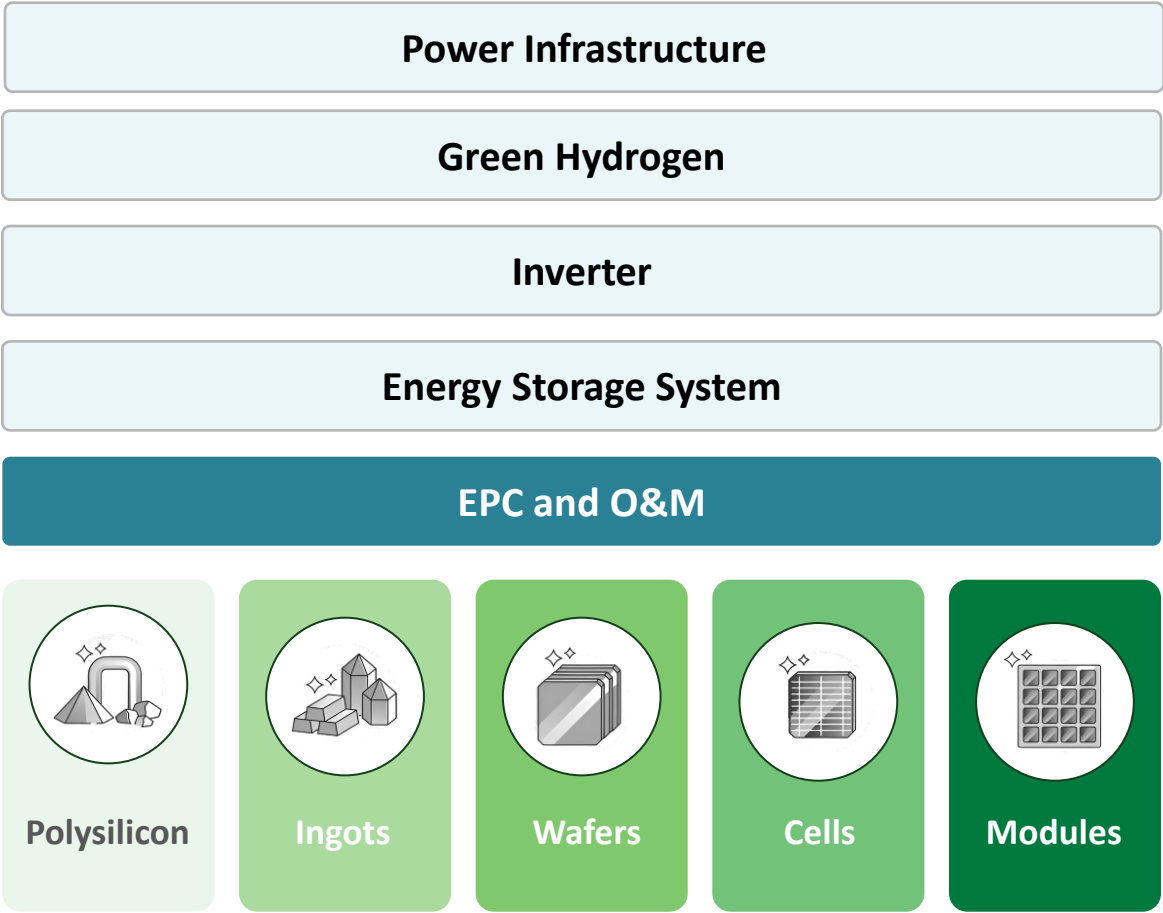 Power Infrastructure
Green Hydrogen
Inverter
Energy Storage System
EPC and O&M
Polysilicon
Ingots
Wafers
Cells
Modules